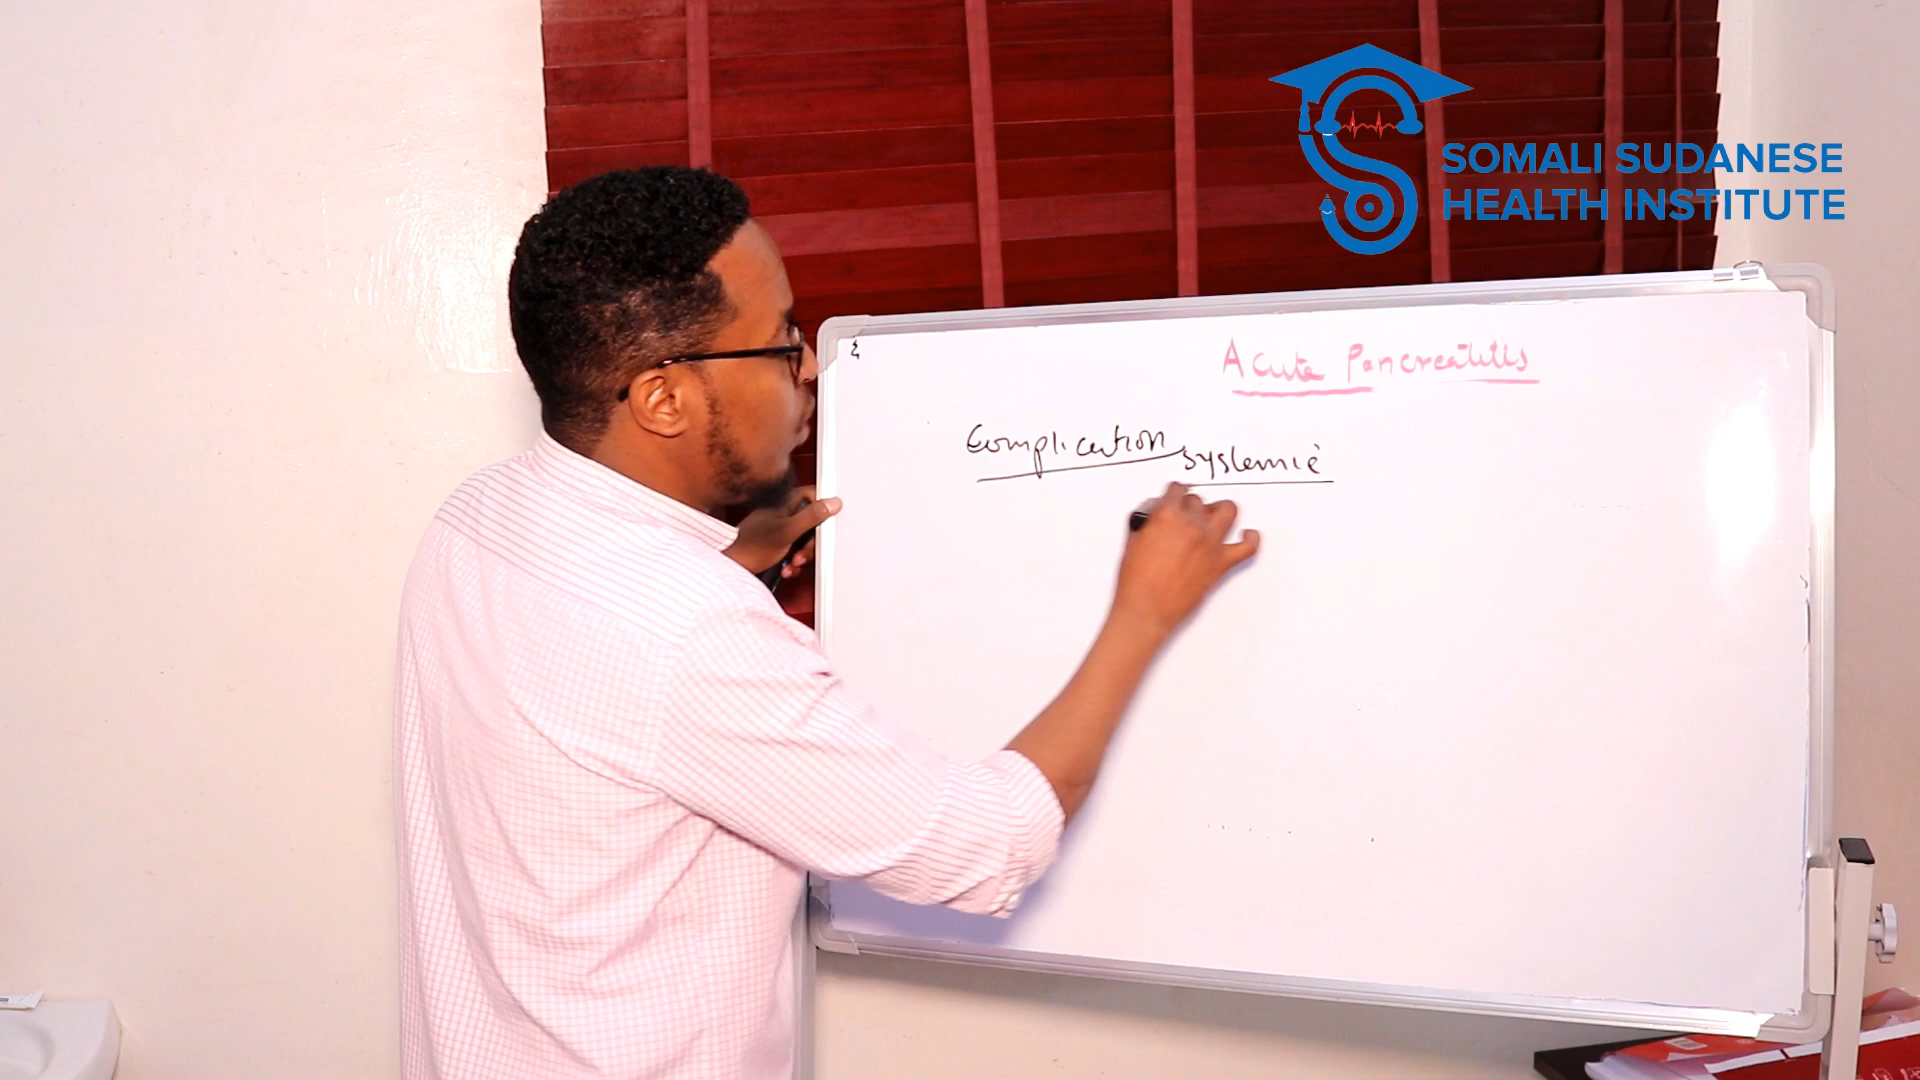 SOMALI SUDANESE
HEALTH INSTITUTE
Acute Pancreatitis
Complication systemic